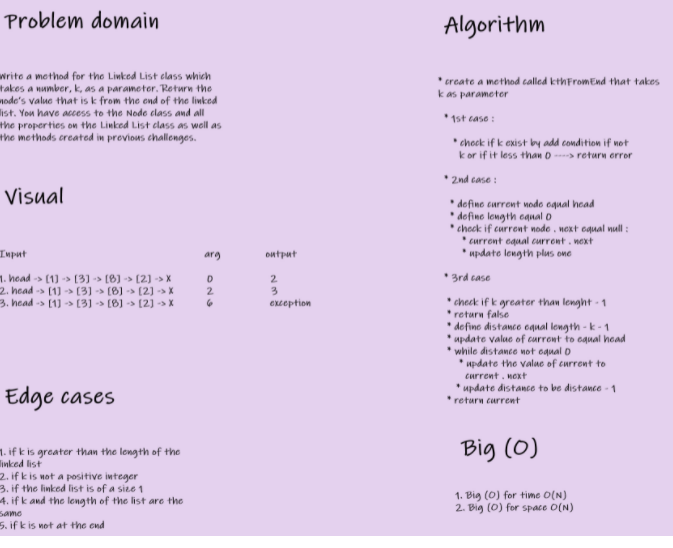 Problem domain
write a method for the Linked List class which
takes a number, k, as a parameter. Return the
node's value that is k from the end of the linked
list. You have access to the Node class and all
the properties on the Linked List class as well as
the methods created in previous challenges.
Visual
Input arg output
1. head -> [1] -> [3] -> [8] -> [2] -> X 0 2
2. head -> [1] -> [3] -> [8] -> [2] -> X 2 3
3. head -> [1] -> [3] -> [8] -> [2] -> X 6 exception
Edge cases
1. if k is greater than the length of the
linked list
2. if k is not a positive integer
3. if the linked list is of a size 1
4. if k and the length of the list are the
same
5. if k is not at the end
Algorithm
* create a method called kthFromEnd that takes
k as parameter
* 1st case :
* check if k exist by add condition if not
k or if it less than 0 ----> return error
* 2nd case :
* define current node equal head
* define length equal 0
* check if current node . next equal null :
* current equal current . next
* update length plus one
* 3rd case
* check if k greater than lenght - 1
* return false
* define distance equal length - k - 1
* update value of current to equal head
* while distance not equal 0
* update the value of current to
current . next
* update distance to be distance - 1
* return current
Big (O)
1. Big (O) for time O(N)
2. Big (O) for space O(N)